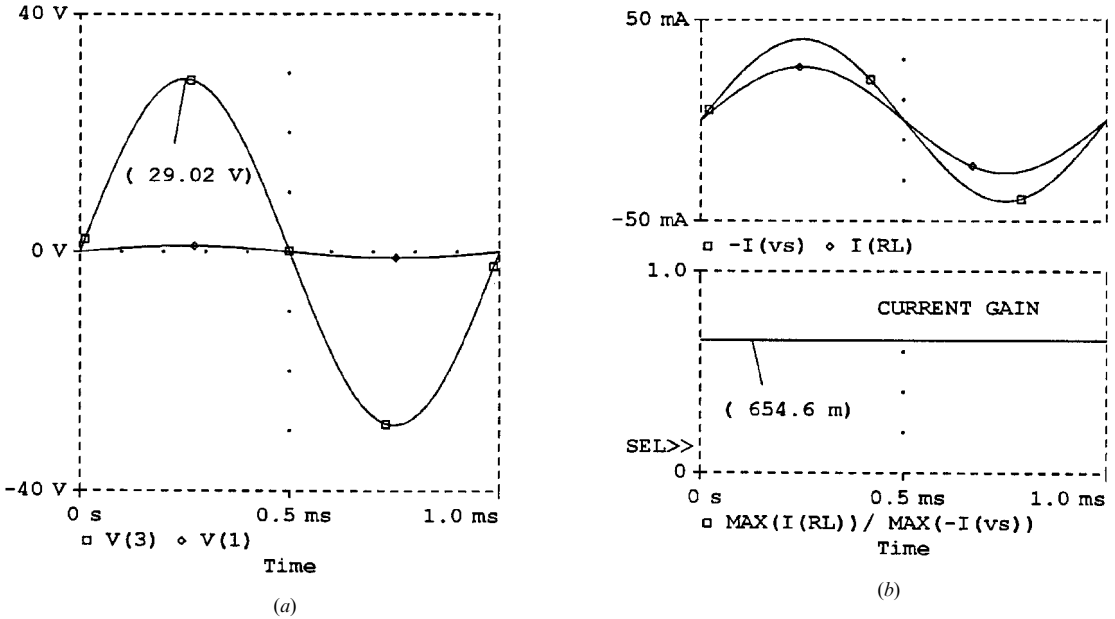 40 V
( 29.02 V)
0 V
-40 V
0 s
0.5 ms
1.0 ms
V(3) V(1)
Time
(a)
50 mA
-50 mA
-I(vs) I(RL)
1.0
CURRENT GAIN
( 654.6 m)
SEL>>
0
0 s
0.5 ms
1.0 ms
MAX(I(RL))/ MAX(-I(vs))
Time
(b)